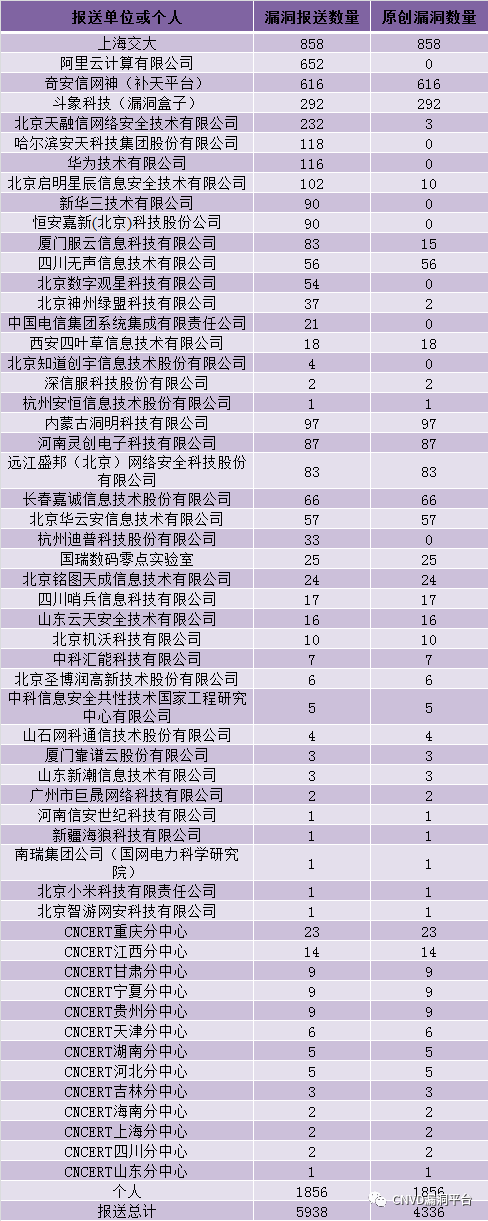 报送单位或个人 漏洞报送数量 原创漏洞数量
上海交大 858 858
阿里云计算有限公司 652 0
奇安信网神（补天平台） 616 616
斗象科技（漏洞盒子） 292 292
北京天融信网络安全技术有限公司 232 3
哈尔滨安天科技集团股份有限公司 118 0
华为技术有限公司 116 0
北京启明星辰信息安全技术有限公司 102 10
新华三技术有限公司 90 0
恒安嘉新(北京)科技股份公司 90 0
厦门服云信息科技有限公司 83 15
四川无声信息技术有限公司 56 56
北京数字观星科技有限公司 54 0
北京神州绿盟科技有限公司 37 2
中国电信集团系统集成有限责任公司 21 0
西安四叶草信息技术有限公司 18 18
北京知道创宇信息技术股份有限公司 4 0
深信服科技股份有限公司 2 2
杭州安恒信息技术股份有限公司 1 1
内蒙古洞明科技有限公司 97 97
河南灵创电子科技有限公司 87 87
远江盛邦（北京）网络安全科技股份
有限公司 83 83
长春嘉诚信息技术股份有限公司 66 66
北京华云安信息技术有限公司 57 57
杭州迪普科技股份有限公司 33 0
国瑞数码零点实验室 25 25
北京铭图天成信息技术有限公司 24 24
四川哨兵信息科技有限公司 17 17
山东云天安全技术有限公司 16 16
北京机沃科技有限公司 10 10
中科汇能科技有限公司 7 7
北京圣博润高新技术股份有限公司 6 6
中科信息安全共性技术国家工程研究
中心有限公司 5 5
山石网科通信技术股份有限公司 4 4
厦门靠谱云股份有限公司 3 3
山东新潮信息技术有限公司 3 3
广州市巨晟网络科技有限公司 2 2
河南信安世纪科技有限公司 1 1
新疆海狼科技有限公司 1 1
南瑞集团公司（国网电力科学研究
院） 1 1
北京小米科技有限责任公司 1 1
北京智游网安科技有限公司 1 1
CNCERT重庆分中心 23 23
CNCERT江西分中心 14 14
CNCERT甘肃分中心 9 9
CNCERT宁夏分中心 9 9
CNCERT贵州分中心 9 9
CNCERT天津分中心 6 6
CNCERT湖南分中心 5 5
CNCERT河北分中心 5 5
CNCERT吉林分中心 3 3
CNCERT海南分中心 2 2
CNCERT上海分中心 2 2
CNCERT四川分中心 2 2
CNCERT山东分中心 1 1
个人 1856 1856
报送总计 5938 4336
CNVD漏洞平台